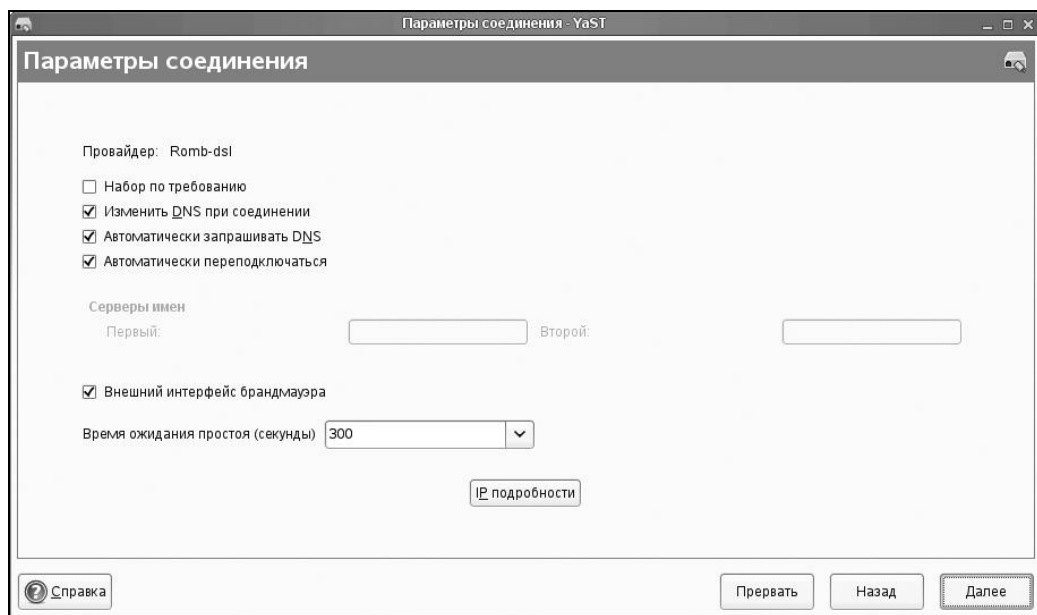 Параметры соединения - YaST
Параметры соединения
Провайдер: Romb-dsl
Набор по требованию
Изменить DNS при соединении
Автоматически запрашивать DNS
Автоматически переподключаться
Серверы имен
Первый: Второй:
Внешний интерфейс брандмауэра
Время ожидания простоя (секунды) 300
IP подробности
Справка Прервать Назад Далее